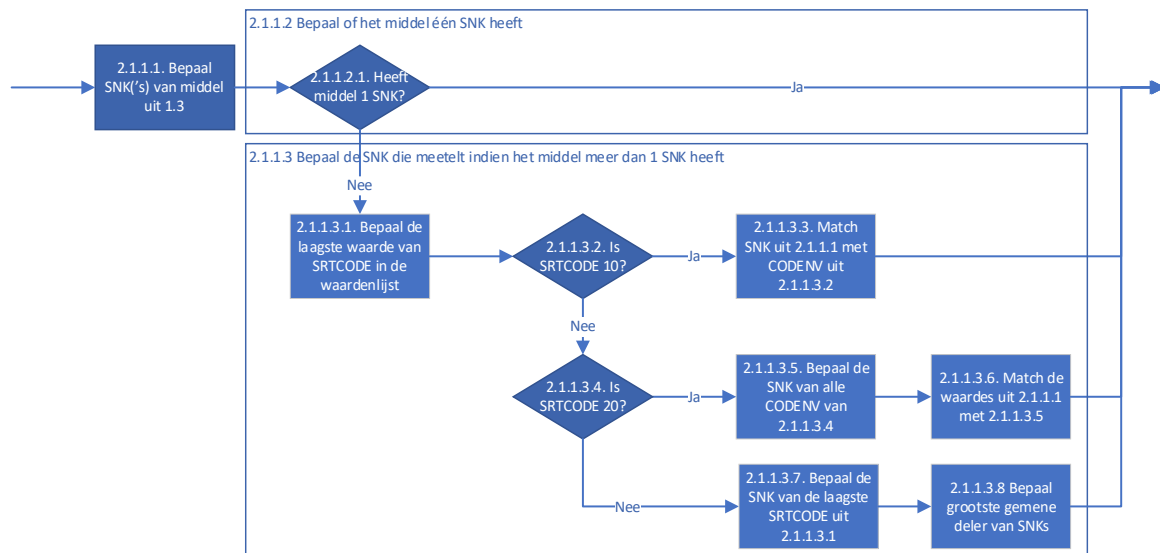 2.1.1.2 Bepaal of het middel één SNK heeft
2.1.1.1. Bepaal
SNK('s) van middel
uit 1.3
2.1.1.2.1. Heeft
middel 1 SNK?
Ja
2.1.1.3 Bepaal de SNK die meetelt indien het middel meer dan 1 SNK heeft
Nee
2.1.1.3.1. Bepaal de
laagste waarde van
SRTCODE in de
waardenlijst
2.1.1.3.2. Is
SRTCODE 10?
Ja
2.1.1.3.3. Match
SNK uit 2.1.1.1 met
CODENV uit
2.1.1.3.2
Nee
2.1.1.3.4. Is
SRTCODE 20?
Ja
2.1.1.3.5. Bepaal de
SNK van alle
CODENV van
2.1.1.3.4
2.1.1.3.6. Match de
waardes uit 2.1.1.1
met 2.1.1.3.5
Nee
2.1.1.3.7. Bepaal de
SNK van de laagste
SRTCODE uit
2.1.1.3.1
2.1.1.3.8 Bepaal
grootste gemene
deler van SNKs